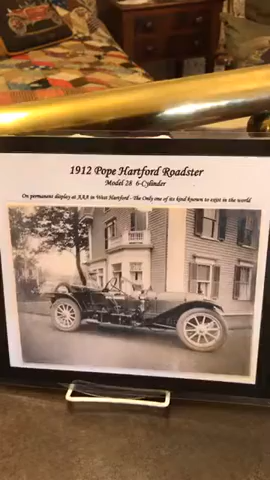 1912 Pope Hartford Roadster
Model 28 6-Cylinder
On permanent display at AAA in West Hartford - The Only one of its kind known to exist in the world